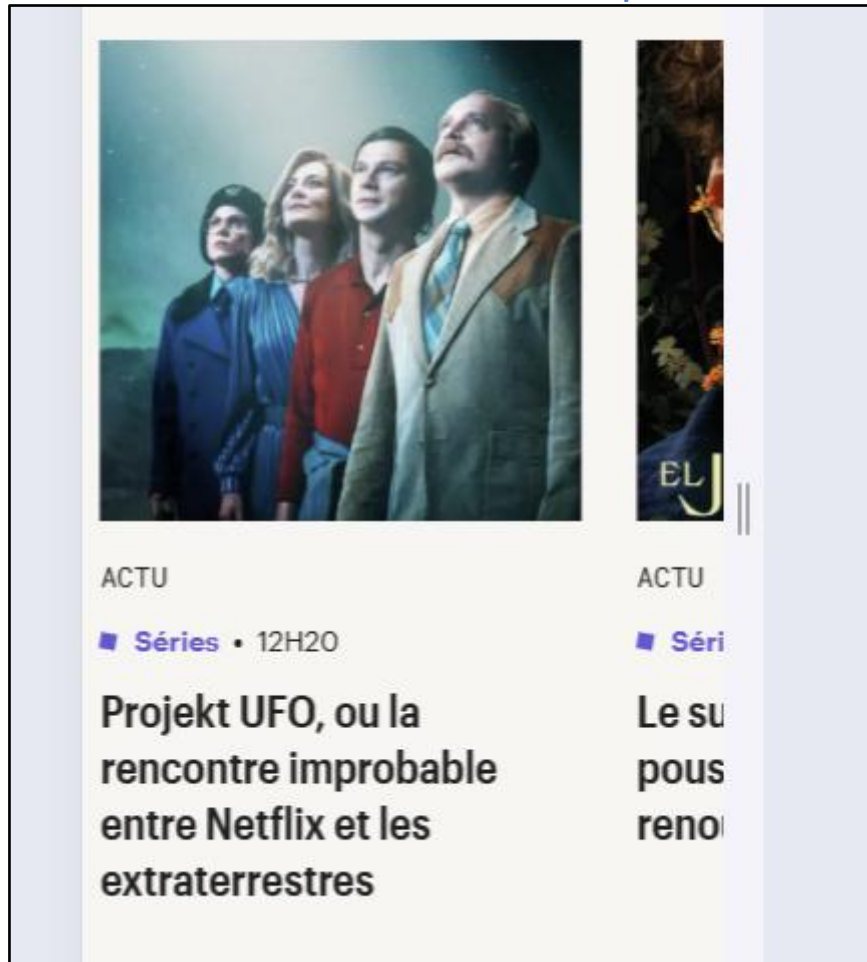 EL J
ACTU
Séries • 12H20
Projekt UFO, ou la
rencontre improbable
entre Netflix et les
extraterrestres
ACTU
Séri
Le su
pous
reno